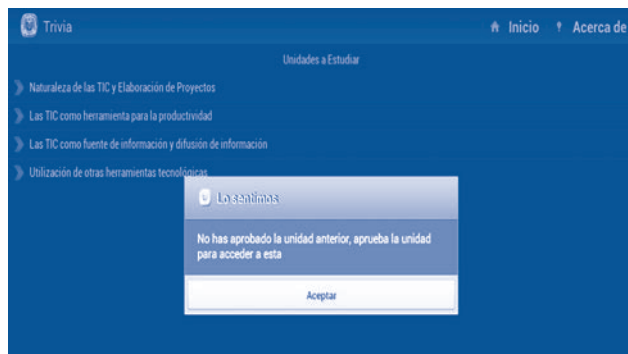 Trivia
Inicio
Acerca de
Unidades a Estudiar
Naturaleza de las TIC y Elaboración de Proyectos
Las TIC como herramienta para la productividad
Las TIC como fuente de información y difusión de información
Utilización de otras herramientas tecnológicas
Lo sentimos
No has aprobado la unidad anterior, aprueba la unidad
para acceder a esta
Aceptar